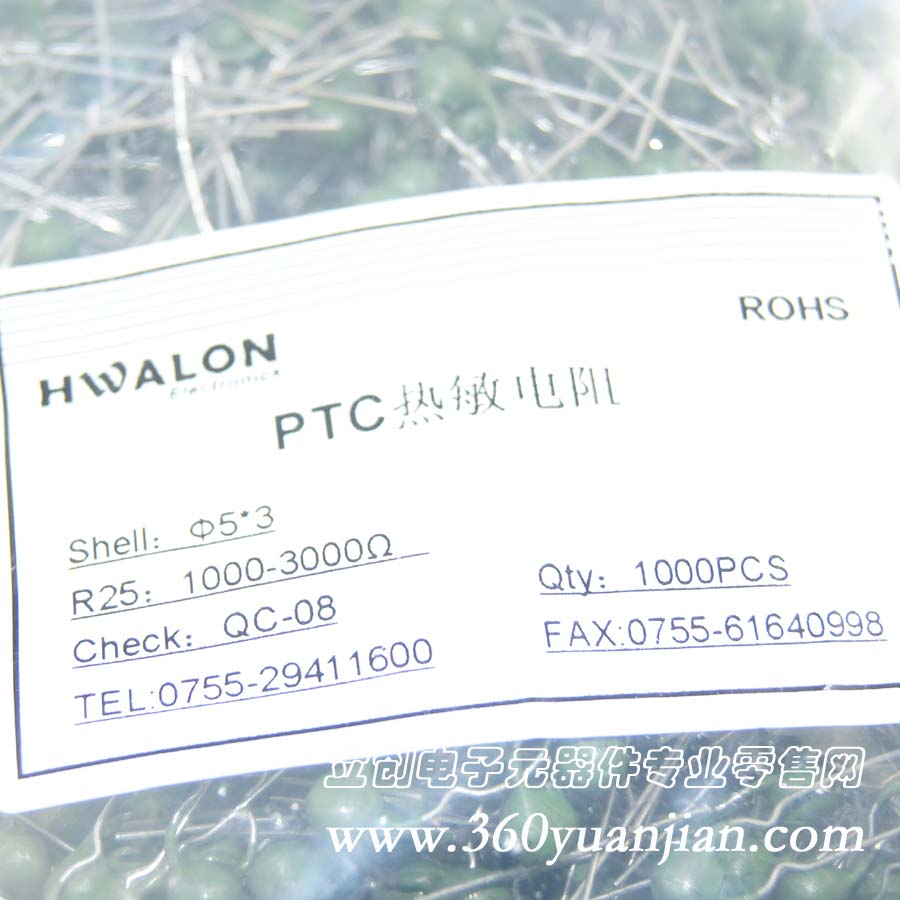 ROHS
HWALON
Electronics
PTC热敏电阻
Shell: Φ5*3
R25: 1000-3000Ω
Qty: 1000PCS
Check: QC-08
FAX:0755-61640998
TEL:0755-29411600
立创电子元器件专业零售网
www.360yuanjian.com